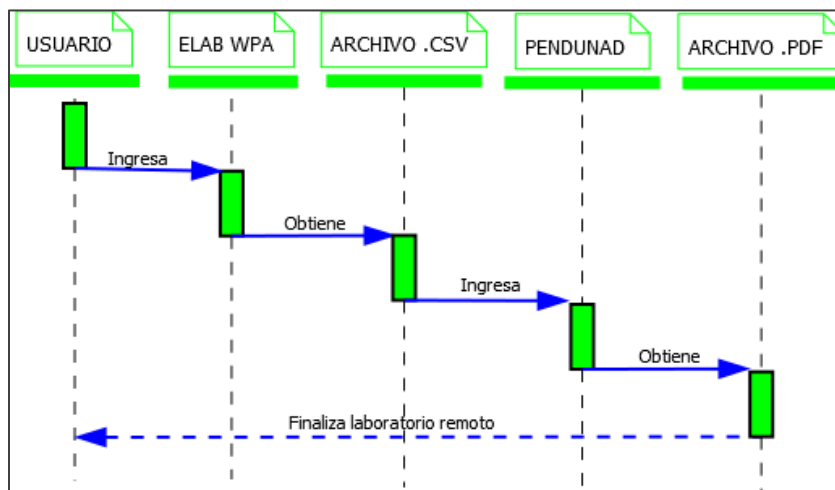 USUARIO
ELAB WPA
ARCHIVO .CSV
PENDUNAD
ARCHIVO .PDF
Ingresa
Obtiene
Ingresa
Obtiene
Finaliza laboratorio remoto